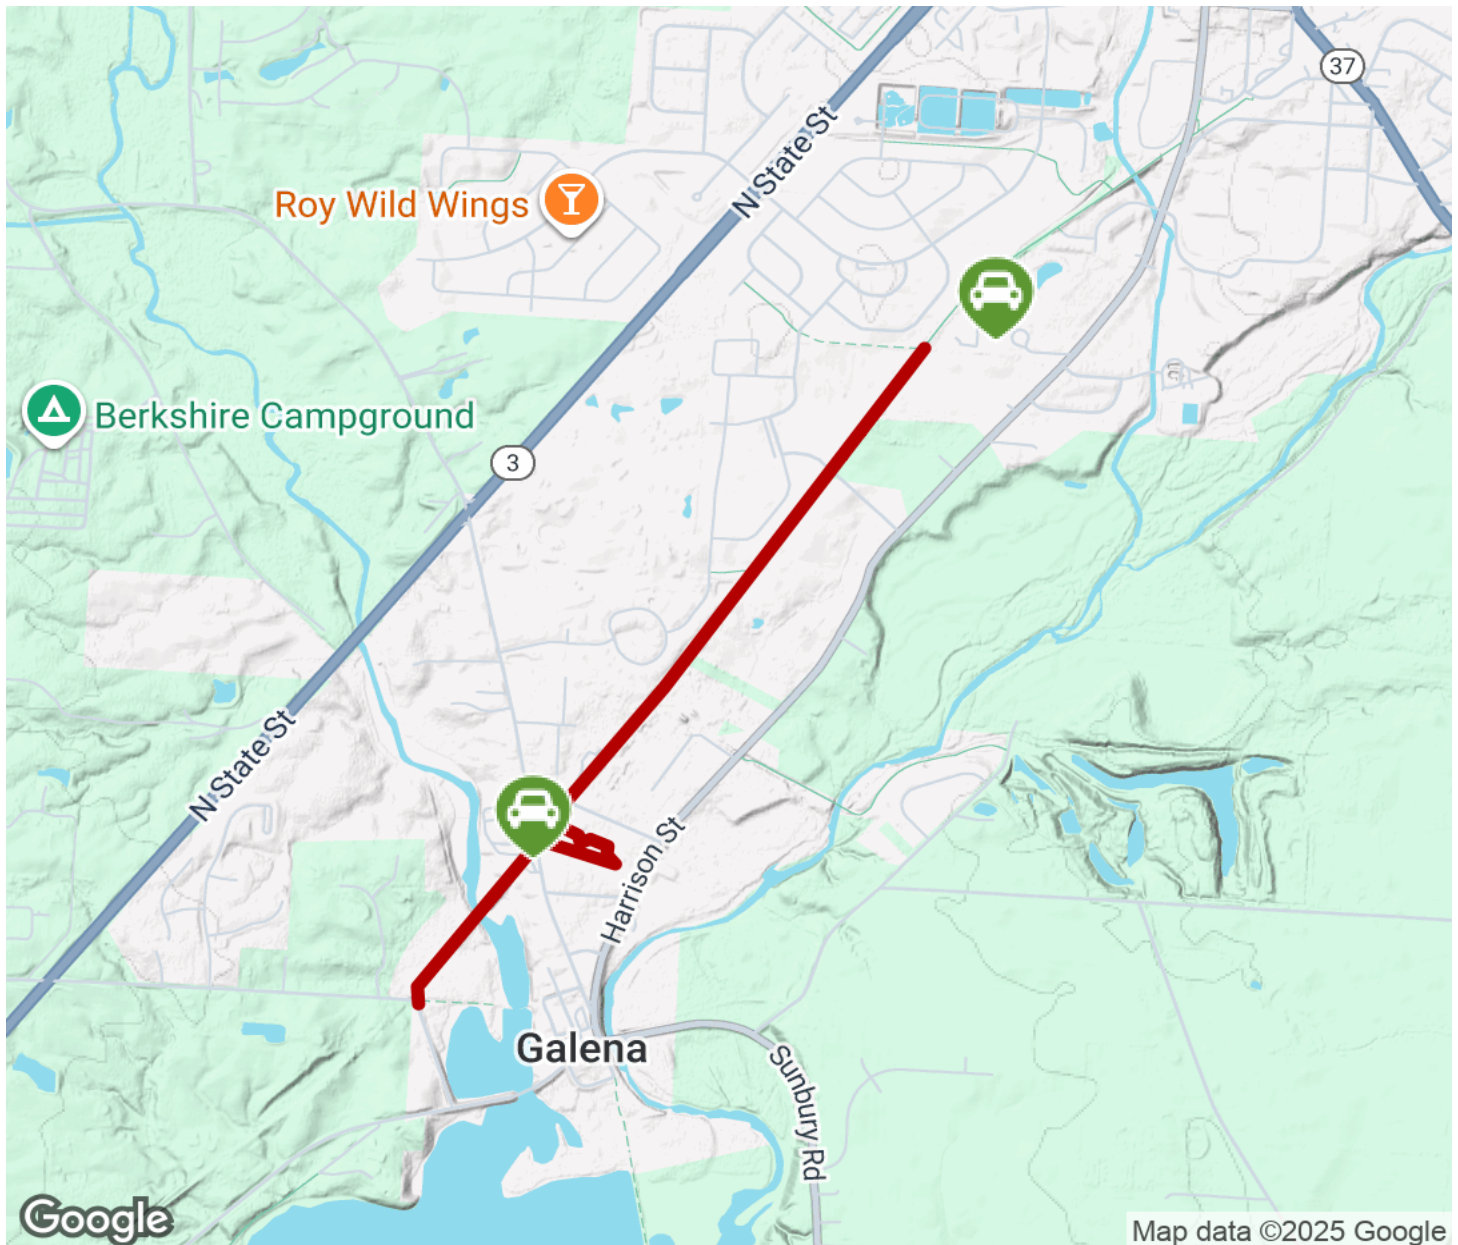 37
N State St
Roy Wild Wings
Berkshire Campground
3
N State St
Harrison St
Galena
Sunbury Rd
Google
Map data ©2025 Google